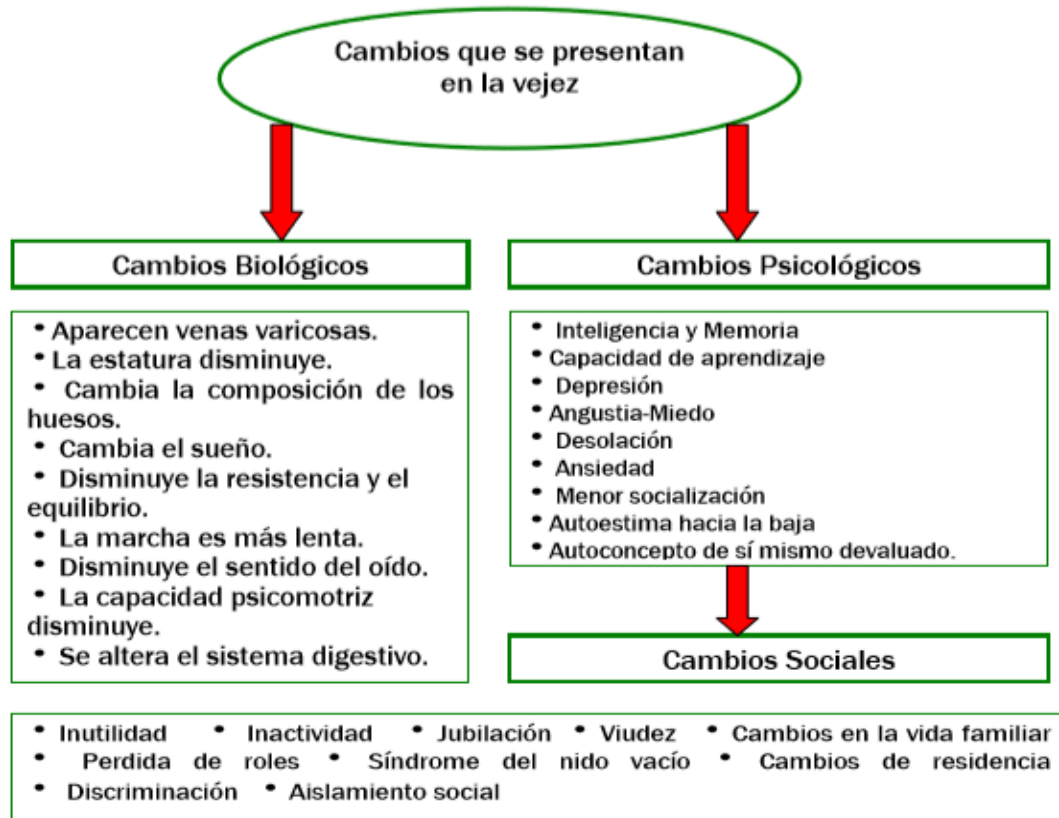 Cambios que se presentan
en la vejez
Cambios Biológicos
• Aparecen venas varicosas.
• La estatura disminuye.
• Cambia la composición de los
huesos.
• Cambia el sueño.
• Disminuye la resistencia y el
equilibrio.
• La marcha es más lenta.
• Disminuye el sentido del oído.
• La capacidad psicomotriz
disminuye.
• Se altera el sistema digestivo.
Cambios Psicológicos
• Inteligencia y Memoria
• Capacidad de aprendizaje
• Depresión
• Angustia-Miedo
• Desolación
• Ansiedad
• Menor socialización
• Autoestima hacia la baja
• Autoconcepto de sí mismo devaluado.
Cambios Sociales
• Inutilidad • Inactividad • Jubilación • Viudez • Cambios en la vida familiar
• Perdida de roles • Síndrome del nido vacío • Cambios de residencia
• Discriminación • Aislamiento social